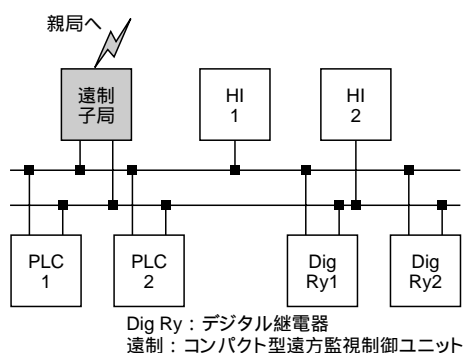 親局へ
遠制
子局
HI
1
HI
2
PLC
1
PLC
2
Dig
Ry1
Dig
Ry2
Dig Ry：デジタル継電器
遠制：コンパクト型遠方監視制御ユニット